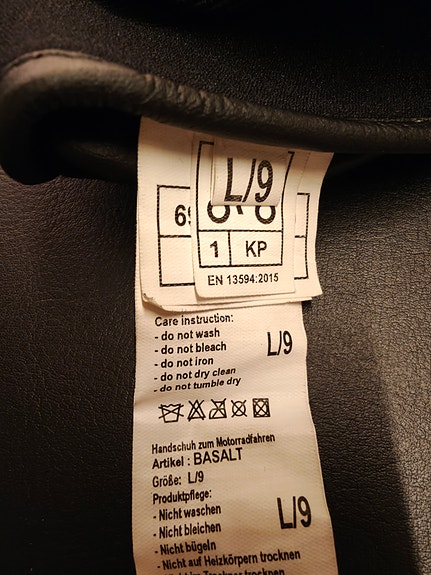 L/9
69
1 KP
EN 13594:2015
Care instruction:
- do not wash
- do not bleach
- do not iron
- do not dry clean
- do not tumble dry
L/9
Handschuh zum Motorradfahren
Artikel : BASALT
Größe: L/9
Produktpflege:
- Nicht waschen
- Nicht bleichen
- Nicht bügeln
- Nicht auf Heizkörpern trocknen
L/9